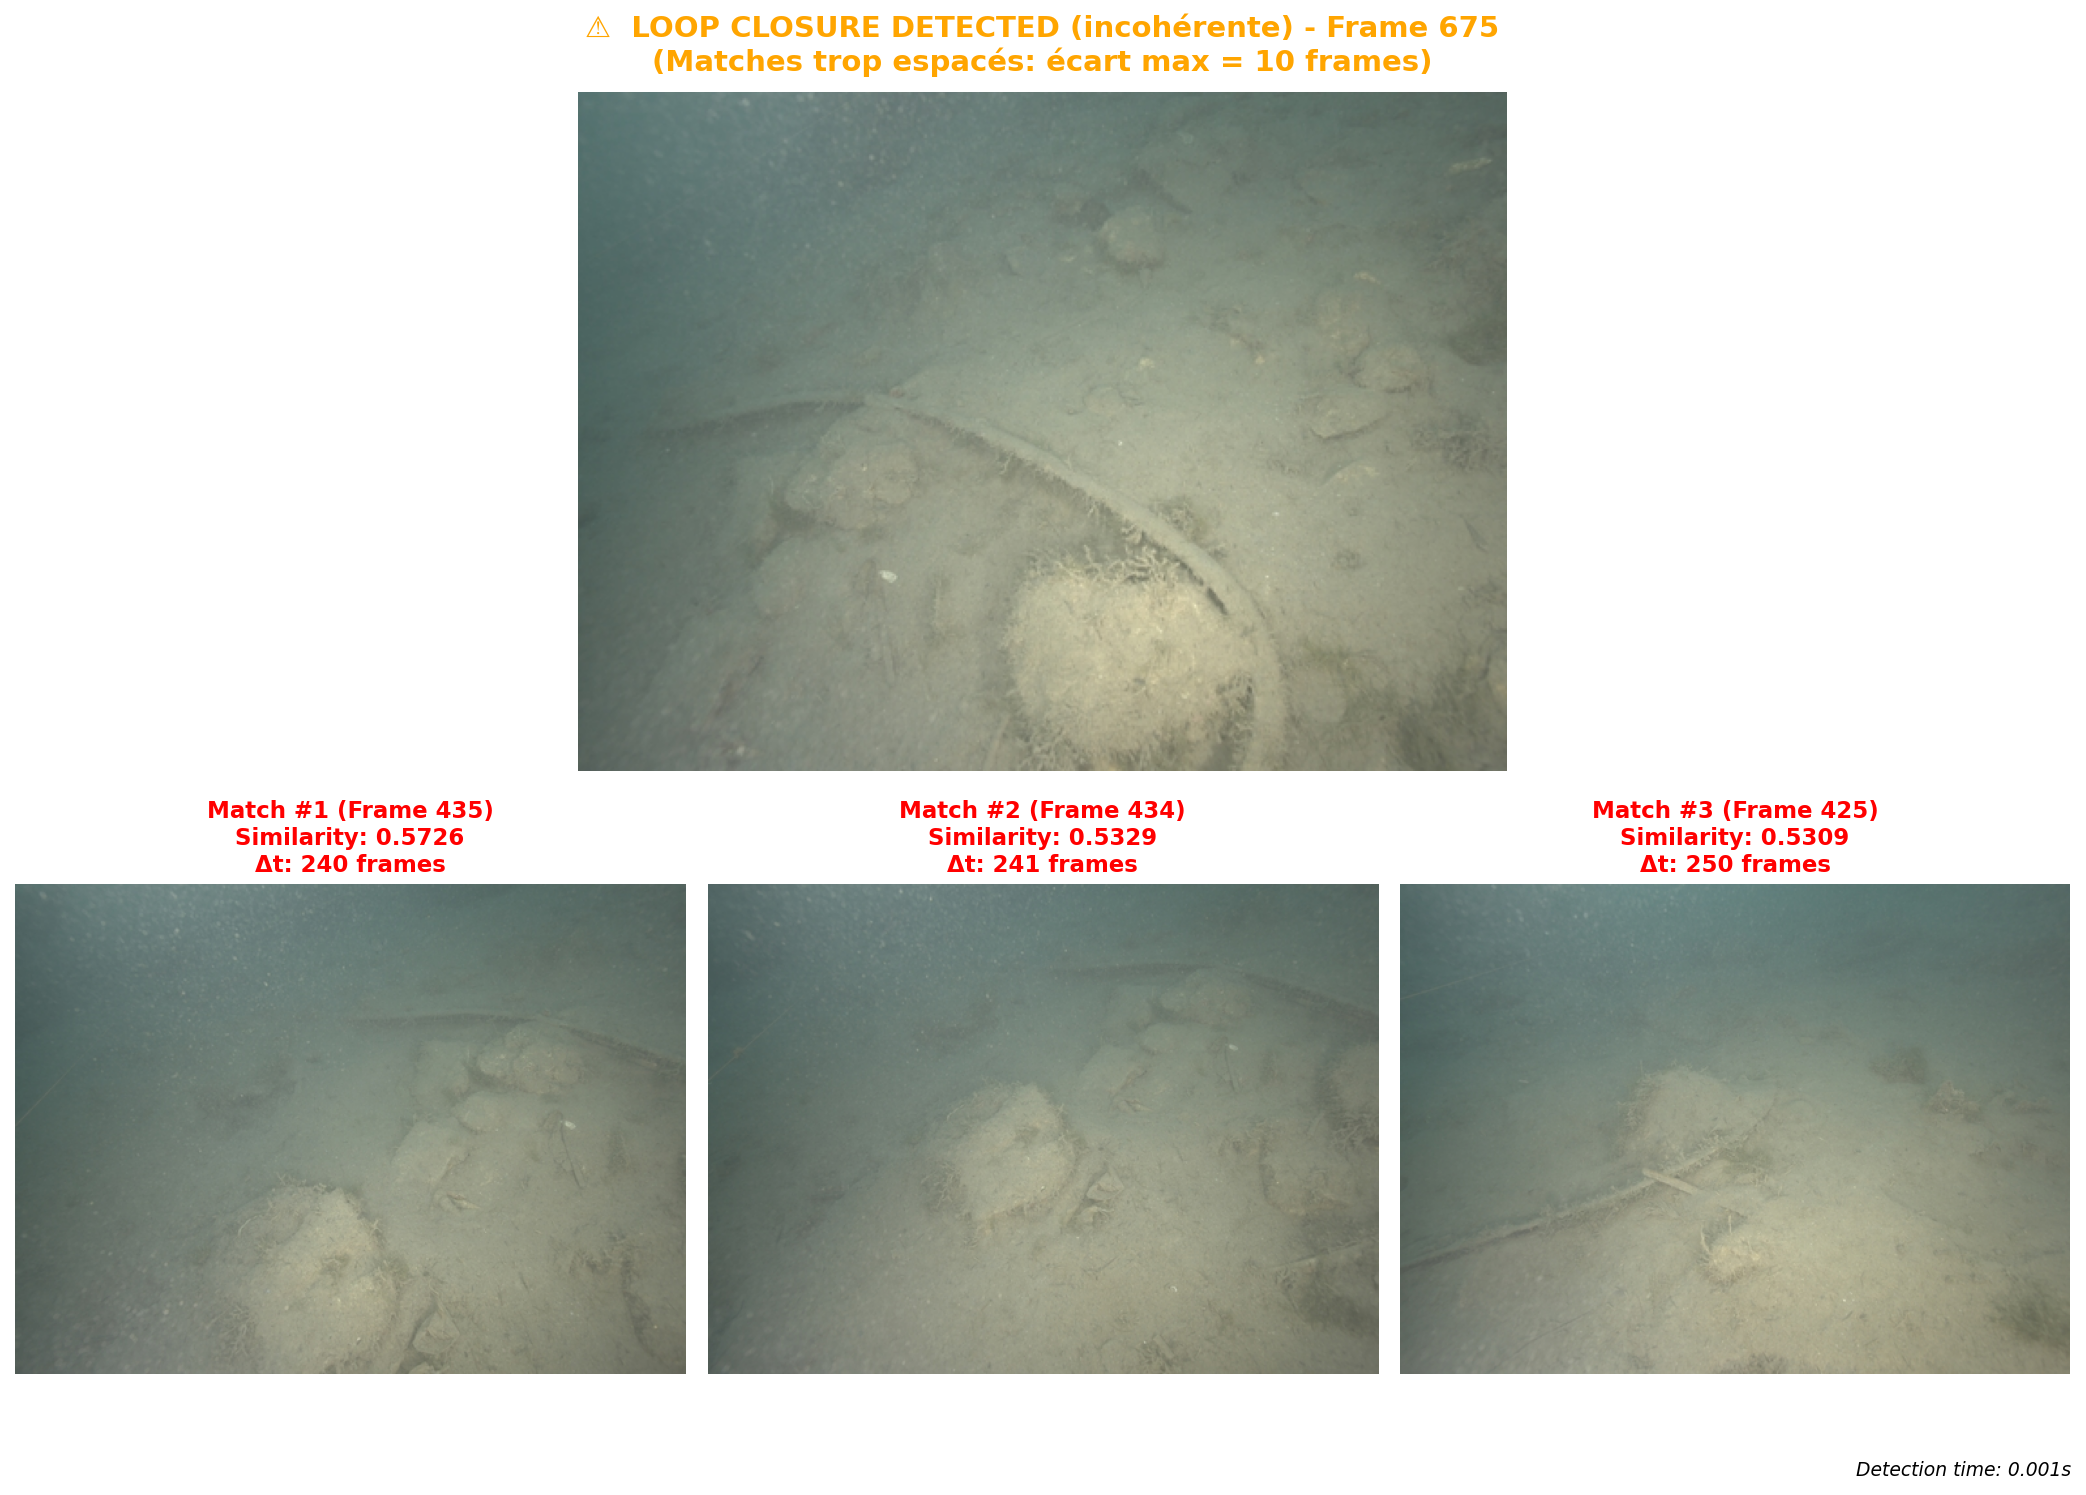 ⚠ LOOP CLOSURE DETECTED (incohérente) - Frame 675
(Matches trop espacés: écart max = 10 frames)
Match #1 (Frame 435)
Similarity: 0.5726
Δt: 240 frames
Match #2 (Frame 434)
Similarity: 0.5329
Δt: 241 frames
Match #3 (Frame 425)
Similarity: 0.5309
Δt: 250 frames
Detection time: 0.001s